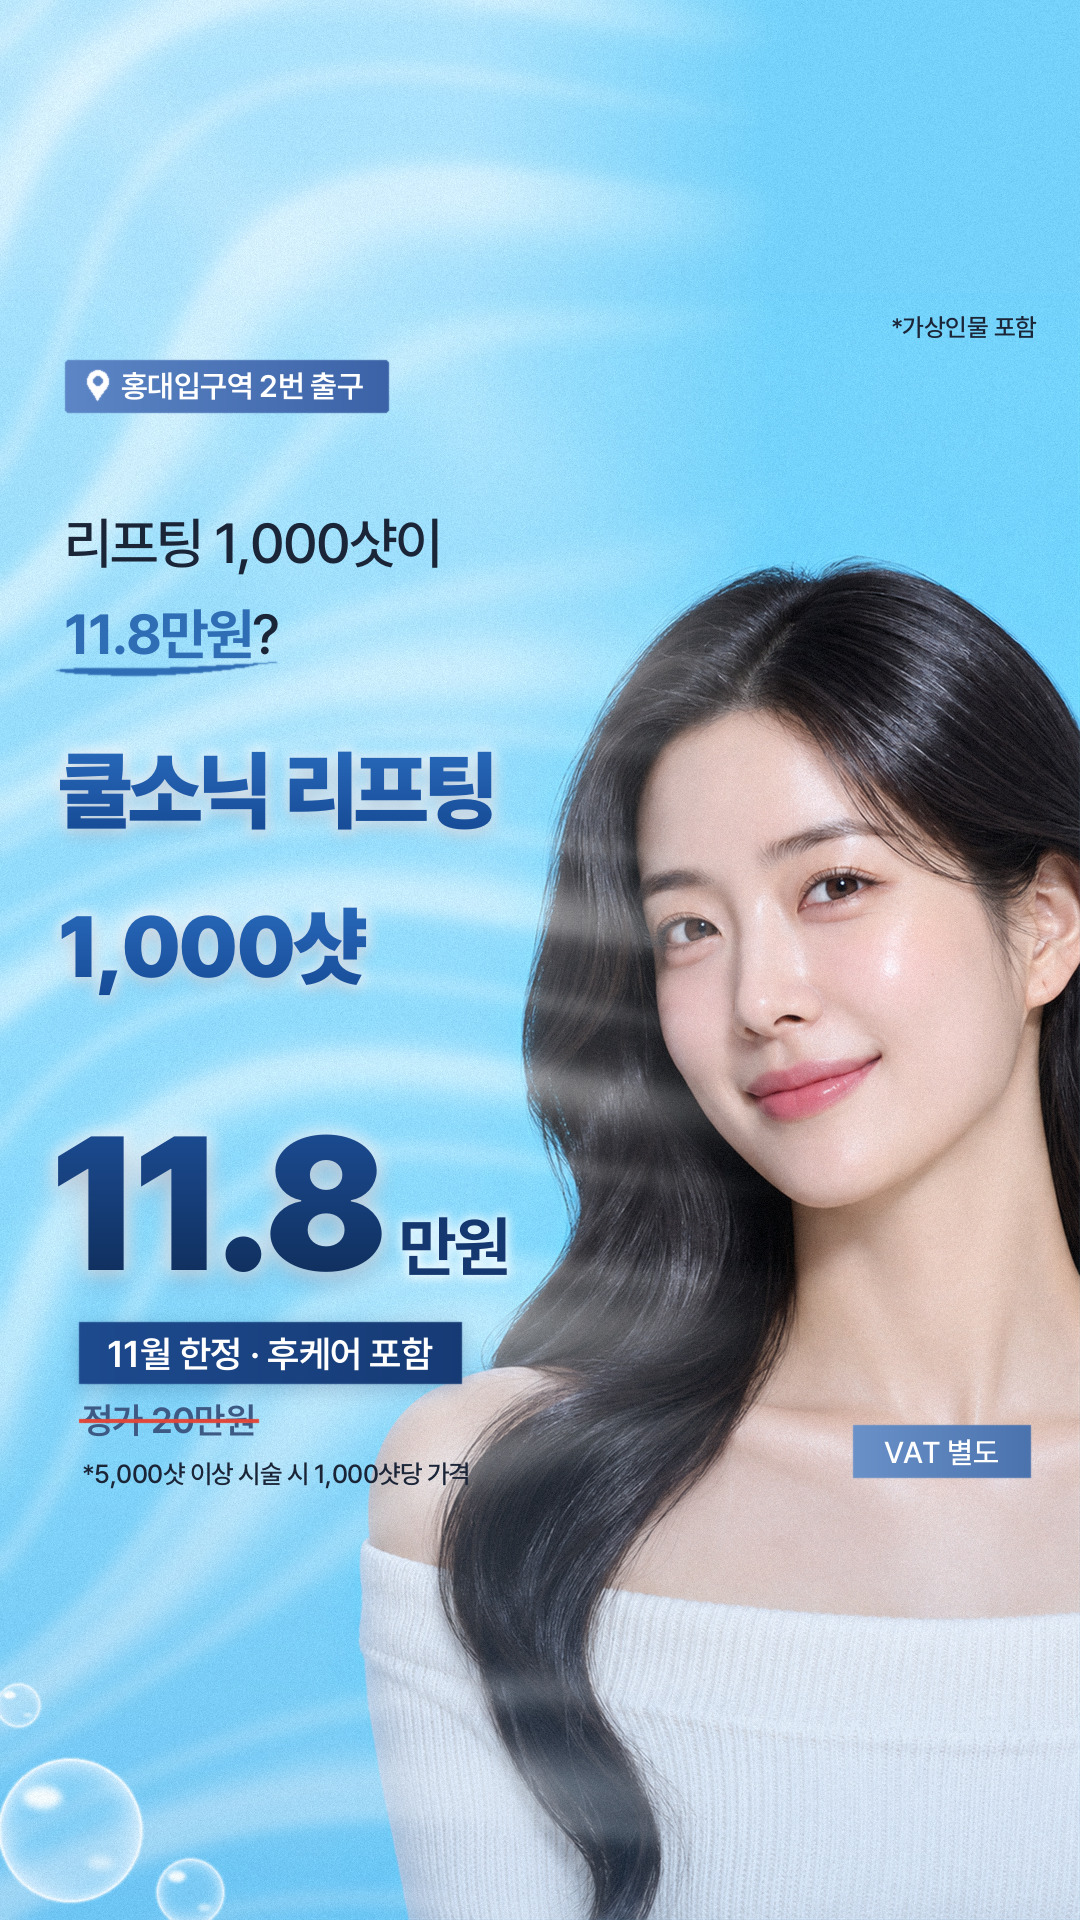 *가상인물 포함
홍대입구역 2번 출구
리프팅 1,000샷이
11.8만원?
쿨소닉 리프팅
1,000샷
11.8 만원
11월 한정 · 후케어 포함
정가 20만원
*5,000샷 이상 시술 시 1,000샷당 가격
VAT 별도